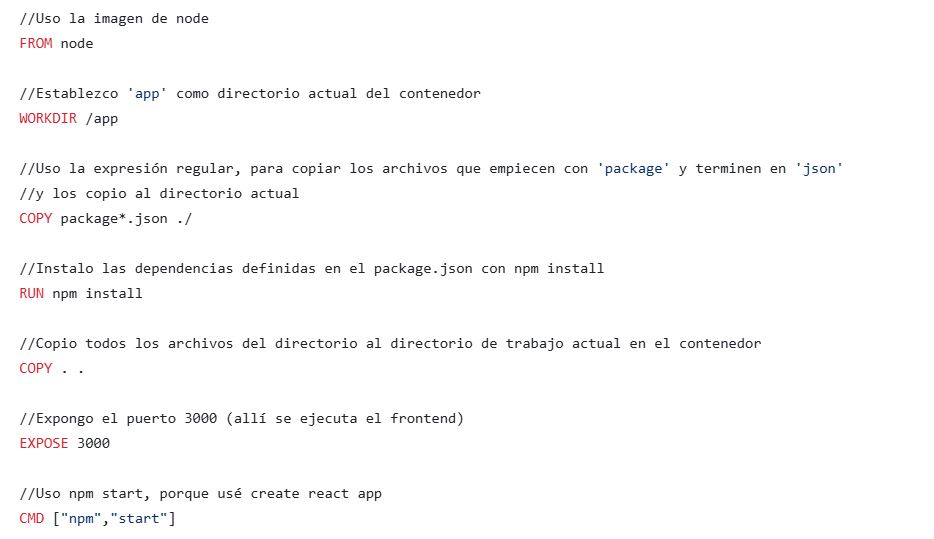 //Uso la imagen de node
FROM node
//Establezco 'app' como directorio actual del contenedor
WORKDIR /app
//Uso la expresión regular, para copiar los archivos que empiecen con 'package' y terminen en 'json'
//y los copio al directorio actual
COPY package*.json ./
//Instalo las dependencias definidas en el package.json con npm install
RUN npm install
//Copio todos los archivos del directorio al directorio de trabajo actual en el contenedor
COPY . .
//Expongo el puerto 3000 (allí se ejecuta el frontend)
EXPOSE 3000
//Uso npm start, porque usé create react app
CMD ["npm","start"]